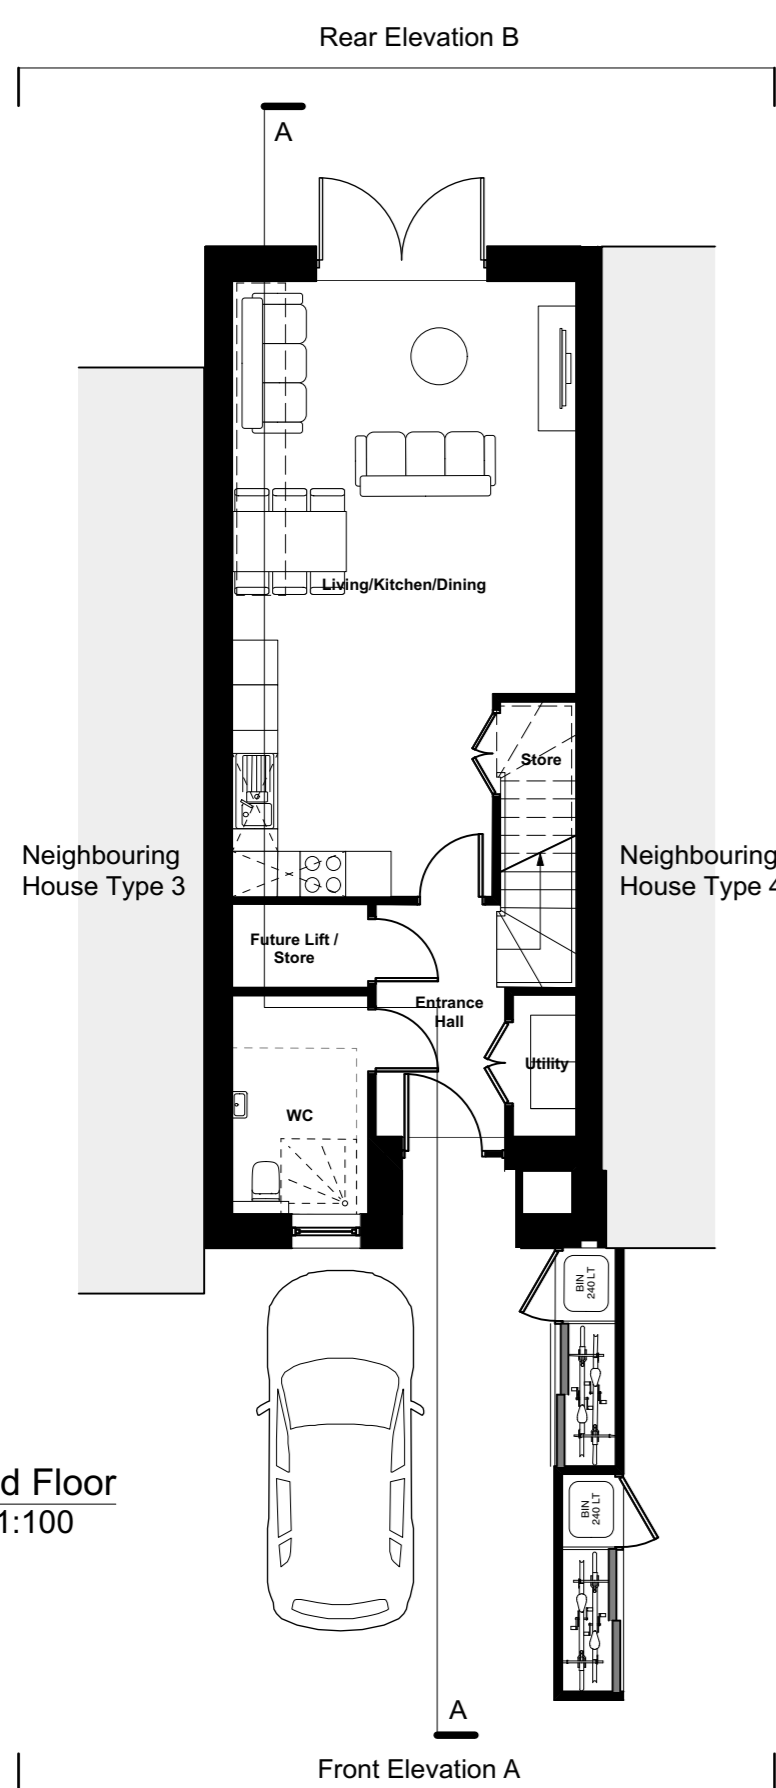 Rear Elevation B
A
Living/Kitchen/Dining
Store
Neighbouring
House Type 3
Neighbouring
House Type 4
Future Lift /
Store
Entrance
Hall
Utility
WC
BIN
240 LT
d Floor
1:100
BIN
240 LT
A
Front Elevation A